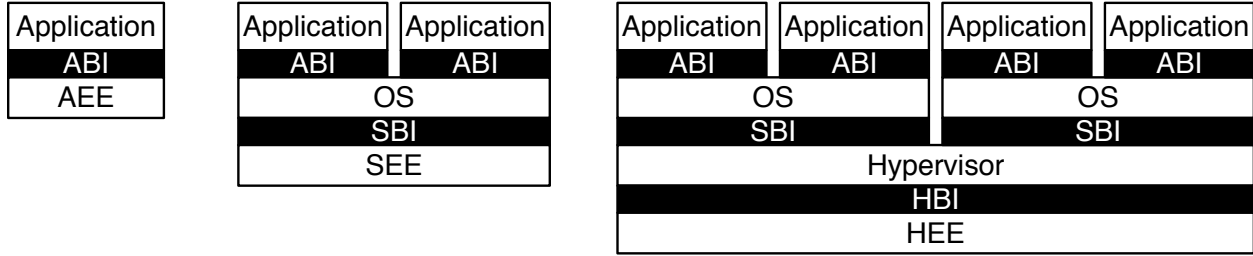 Application
ABI
AEE
Application Application
ABI ABI
OS
SBI
SEE
Application Application Application Application
ABI ABI ABI ABI
OS OS
SBI SBI
Hypervisor
HBI
HEE